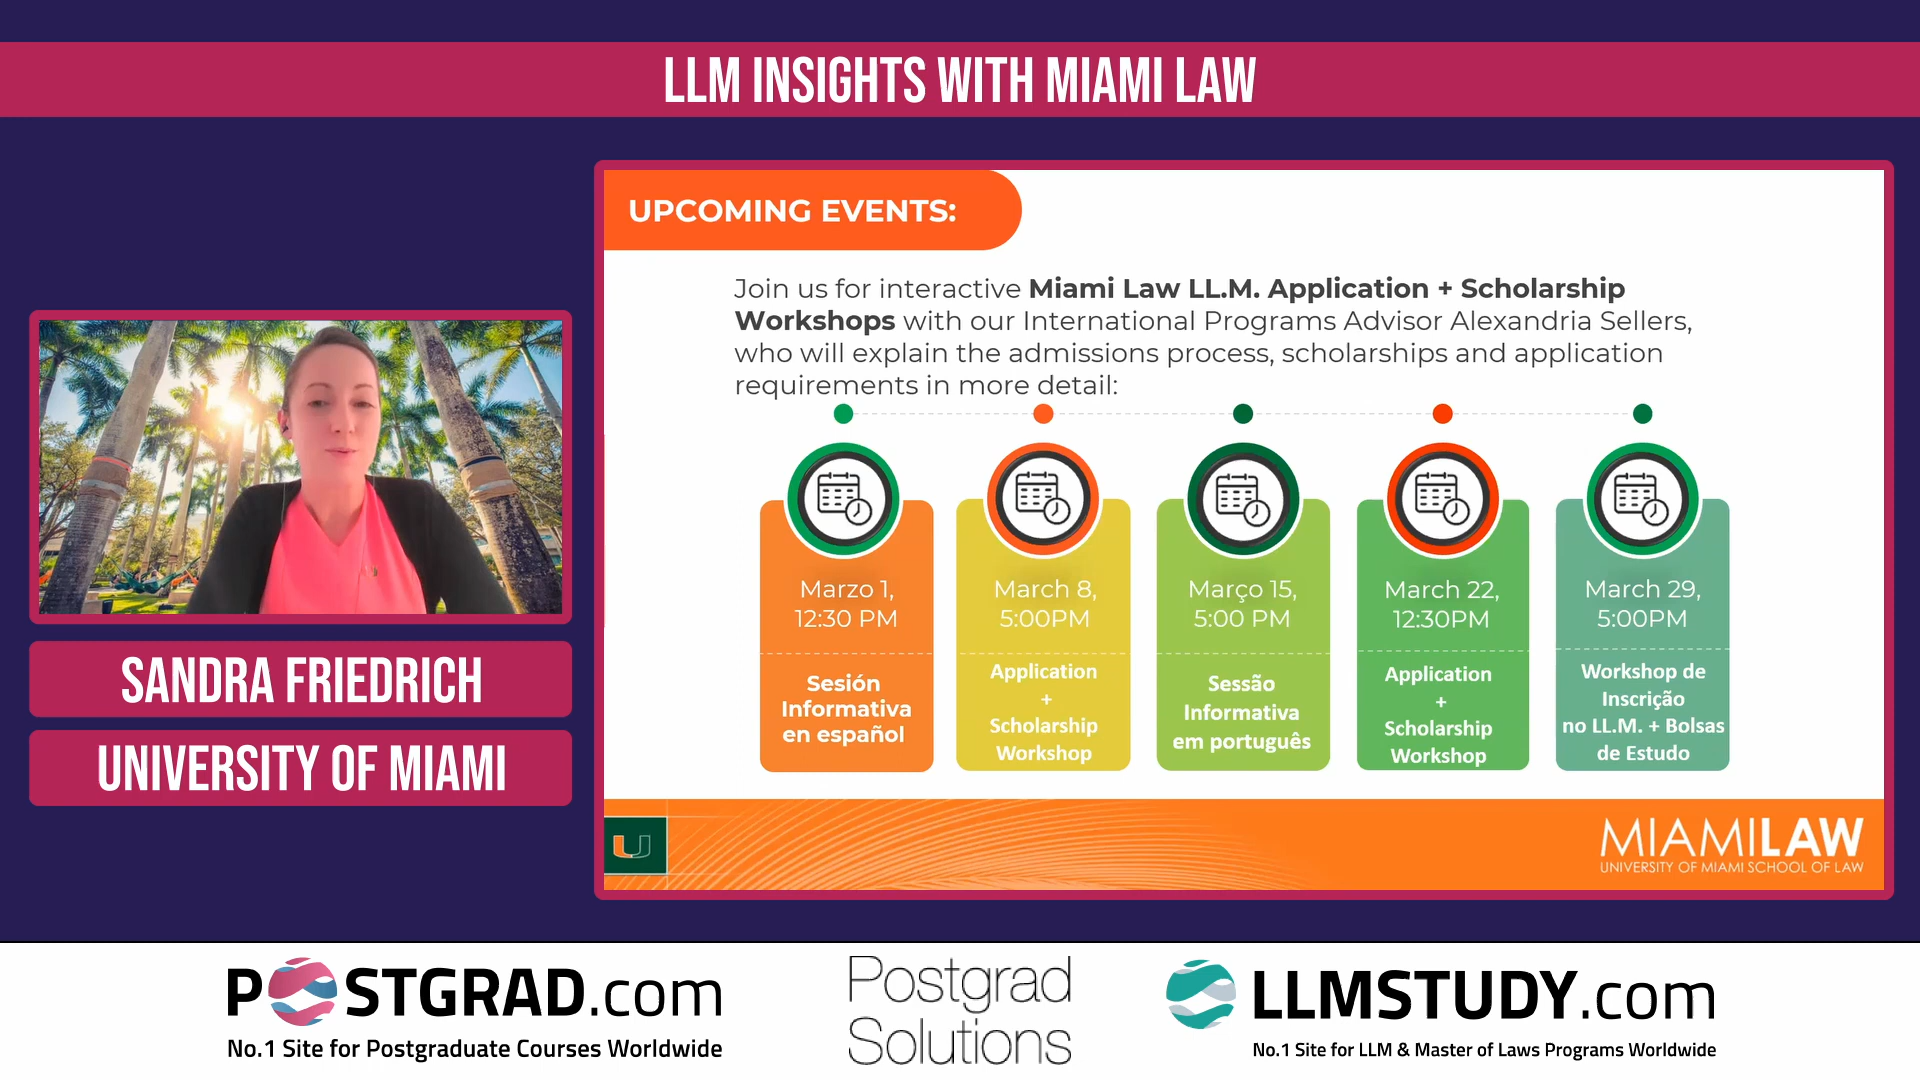 LLM INSIGHTS WITH MIAMI LAW
UPCOMING EVENTS:
Join us for interactive Miami Law LL.M. Application + Scholarship
Workshops with our International Programs Advisor Alexandria Sellers,
who will explain the admissions process, scholarships and application
requirements in more detail:
Marzo 1,
12:30 PM
Sesión
Informativa
en español
March 8,
5:00PM
Application
+
Scholarship
Workshop
Março 15,
5:00 PM
Sessão
Informativa
em português
March 22,
12:30PM
Application
+
Scholarship
Workshop
March 29,
5:00PM
Workshop de
Inscrição
no LL.M. + Bolsas
de Estudo
U
MIAMILAW
UNIVERSITY OF MIAMI SCHOOL OF LAW
SANDRA FRIEDRICH
UNIVERSITY OF MIAMI
POSTGRAD.com
No.1 Site for Postgraduate Courses Worldwide
Postgrad
Solutions
LLMSTUDY.com
No.1 Site for LLM & Master of Laws Programs Worldwide